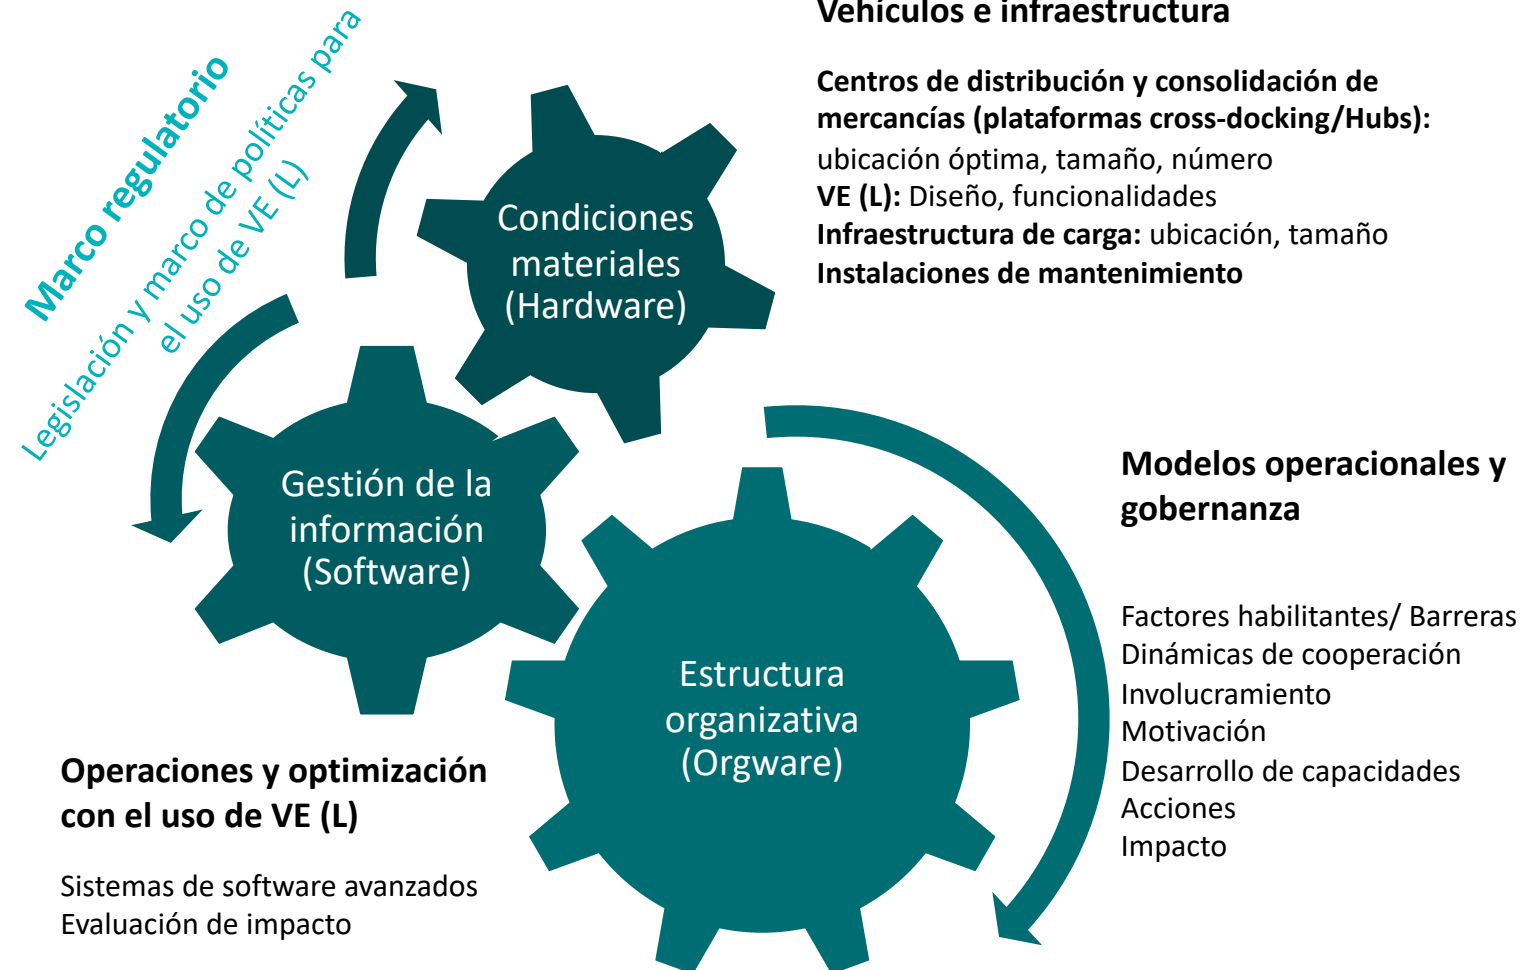 Marco regulatorio
Legislación y marco de políticas para
el uso de VE (L)
Vehículos e infraestructura
Centros de distribución y consolidación de
mercancías (plataformas cross-docking/Hubs):
ubicación óptima, tamaño, número
VE (L): Diseño, funcionalidades
Infraestructura de carga: ubicación, tamaño
Instalaciones de mantenimiento
Condiciones
materiales
(Hardware)
Gestión de la
información
(Software)
Estructura
organizativa
(Orgware)
Modelos operacionales y
gobernanza
Factores habilitantes/ Barreras
Dinámicas de cooperación
Involucramiento
Motivación
Desarrollo de capacidades
Acciones
Impacto
Operaciones y optimización
con el uso de VE (L)
Sistemas de software avanzados
Evaluación de impacto